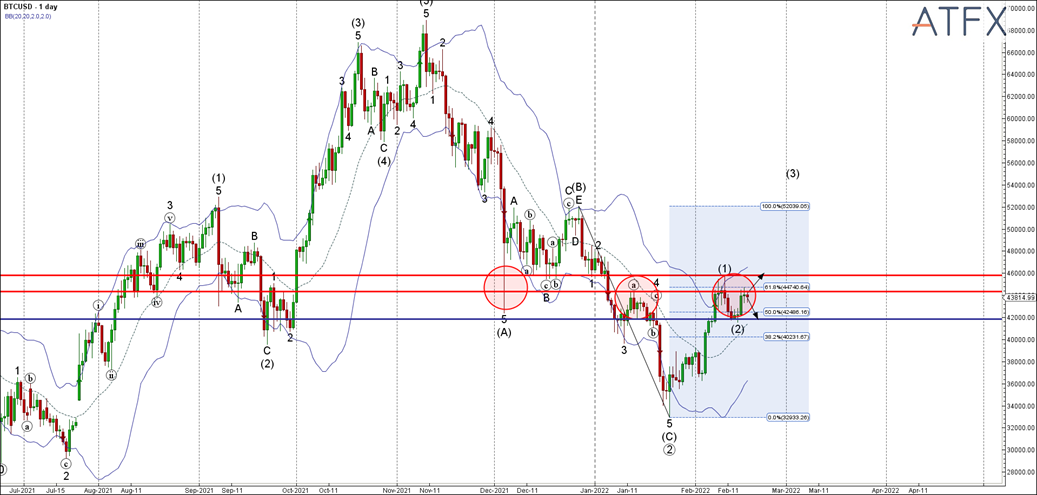 BTCUSD - 1 day
BB(20,20,2.0,2.0)
ATFX
70000.00
68000.00
66000.00
64000.00
62000.00
60000.00
58000.00
56000.00
54000.00
52000.00
50000.00
48000.00
46000.00
44000.00
43814.99
42000.00
40000.00
38000.00
36000.00
34000.00
32000.00
30000.00
28000.00
(5)
5
2
(3)
5
3
B
1
3
4
A
2
4
1
C
(4)
(1)
5
3
v
4
iii
iv
i
ii
B
A
1
2
C
(2)
1
b
a
c
2
4
3
A
b
a
a
c
b
B
5
(A)
C
c
(B)
E
D
2
1
a
4
c
b
3
5
(C)
2
(1)
(2)
(3)
100.0%(52039.05)
61.8%(44740.64)
50.0%(42486.16)
38.2%(40231.67)
0.0%(32933.26)
Jul-2021 Jul-15 Aug-2021 Aug-11 Sep-2021 Sep-11 Oct-2021 Oct-11 Nov-2021 Nov-11 Dec-2021 Dec-11 Jan-2022 Jan-11 Feb-2022 Feb-11 Mar-2022 Mar-11 Apr-2022 Apr-11